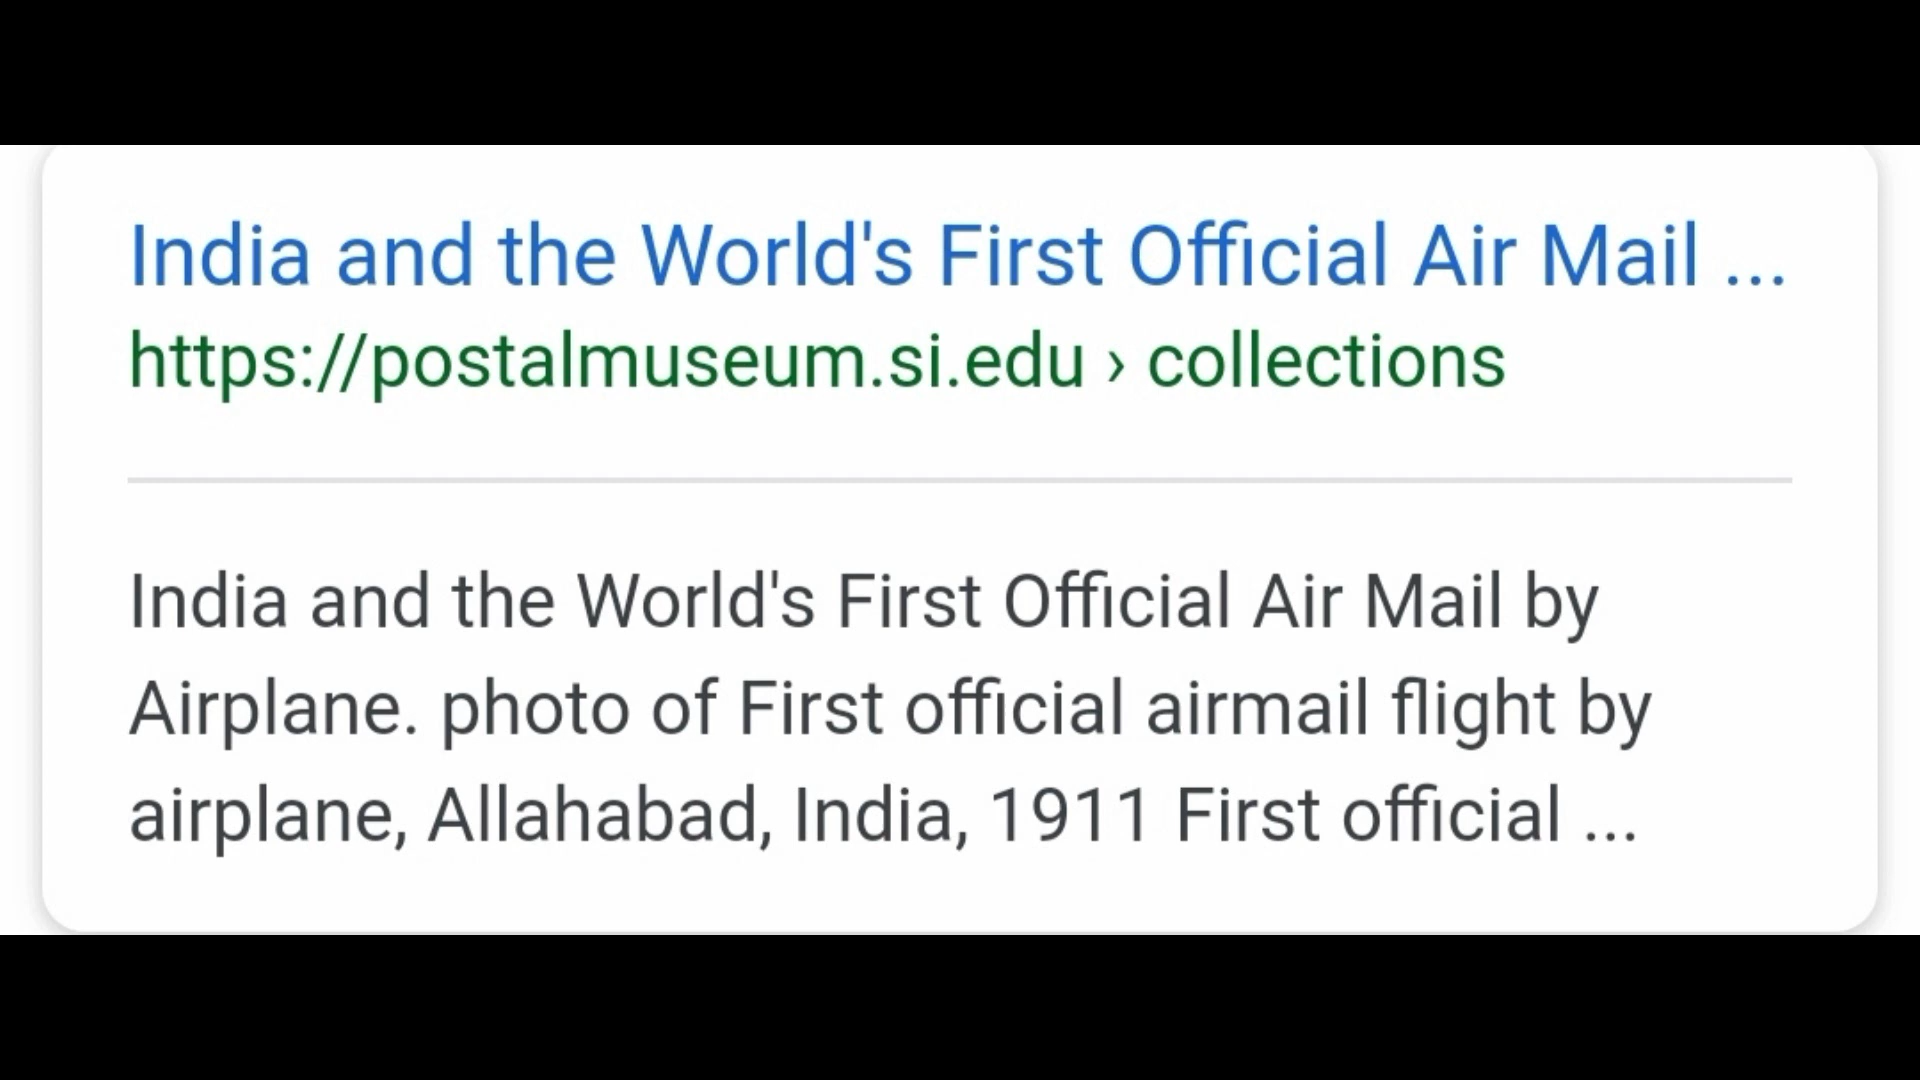 India and the World's First Official Air Mail ...
https://postalmuseum.si.edu › collections
India and the World's First Official Air Mail by
Airplane. photo of First official airmail flight by
airplane, Allahabad, India, 1911 First official ...